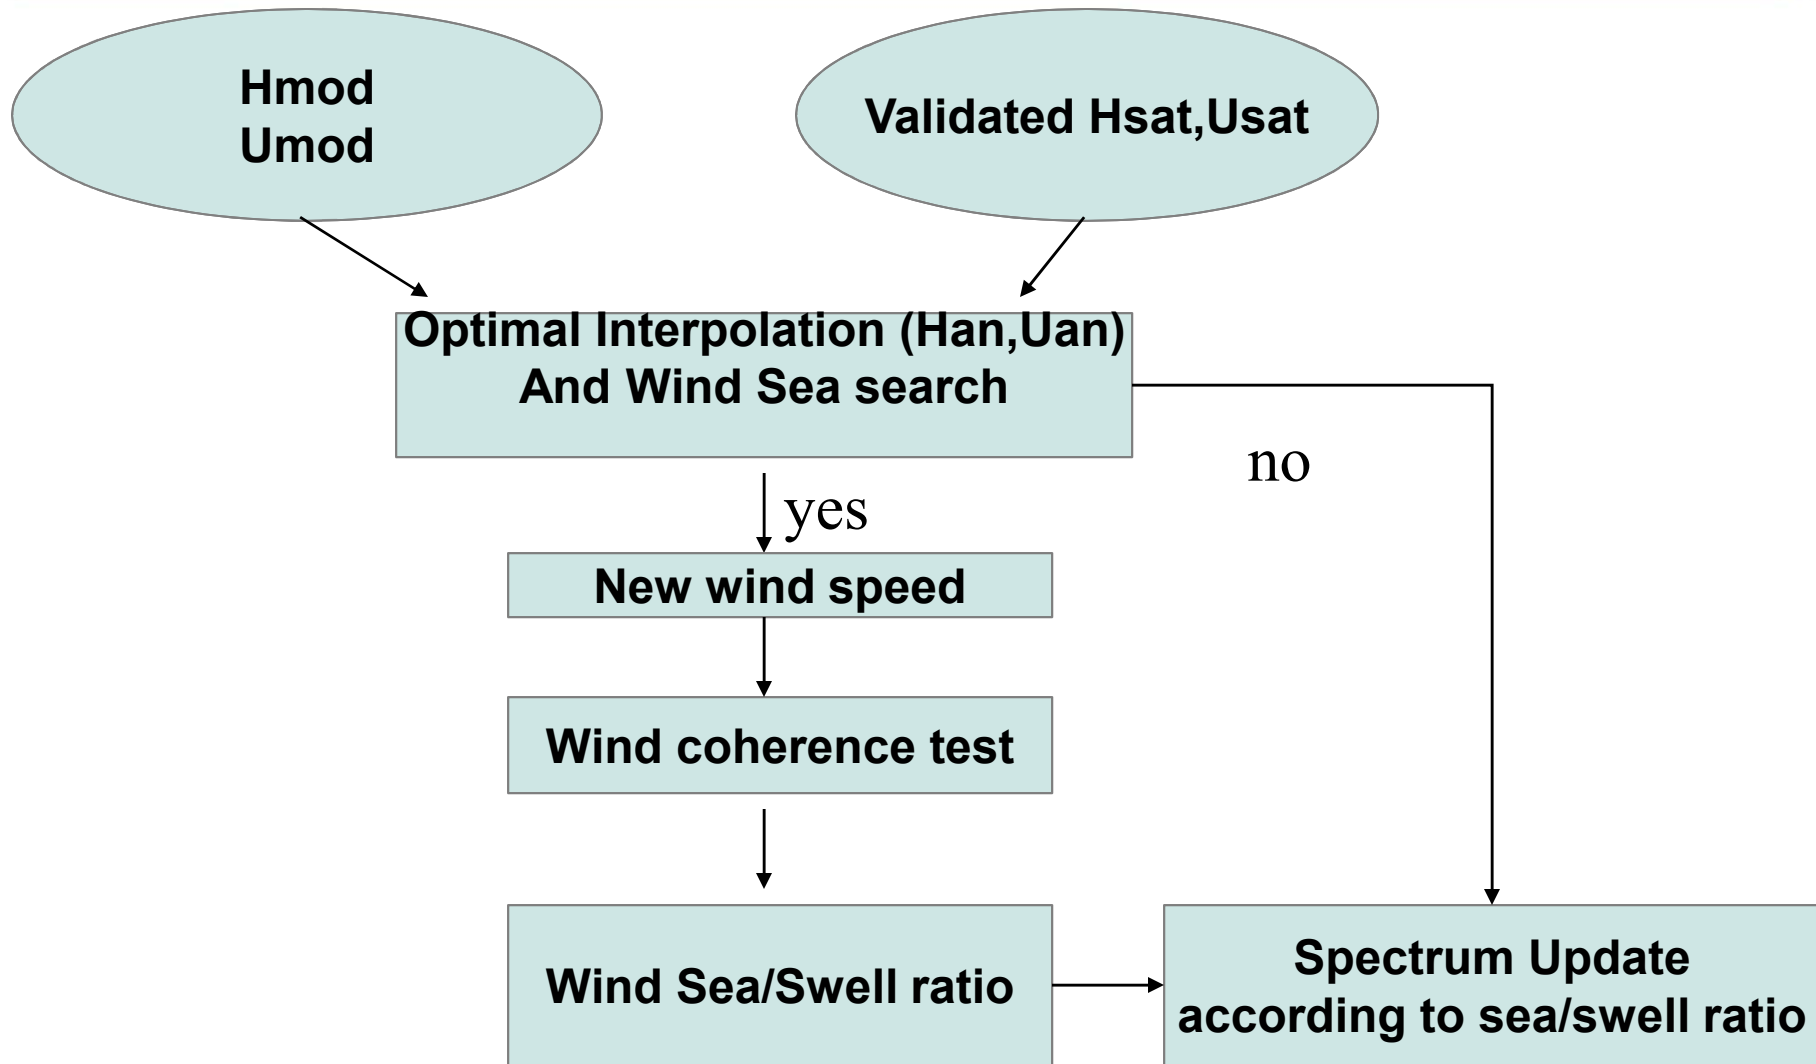 Hmod
Umod
Validated Hsat,Usat
Optimal Interpolation (Han,Uan)
And Wind Sea search
no
yes
New wind speed
Wind coherence test
Wind Sea/Swell ratio
Spectrum Update
according to sea/swell ratio